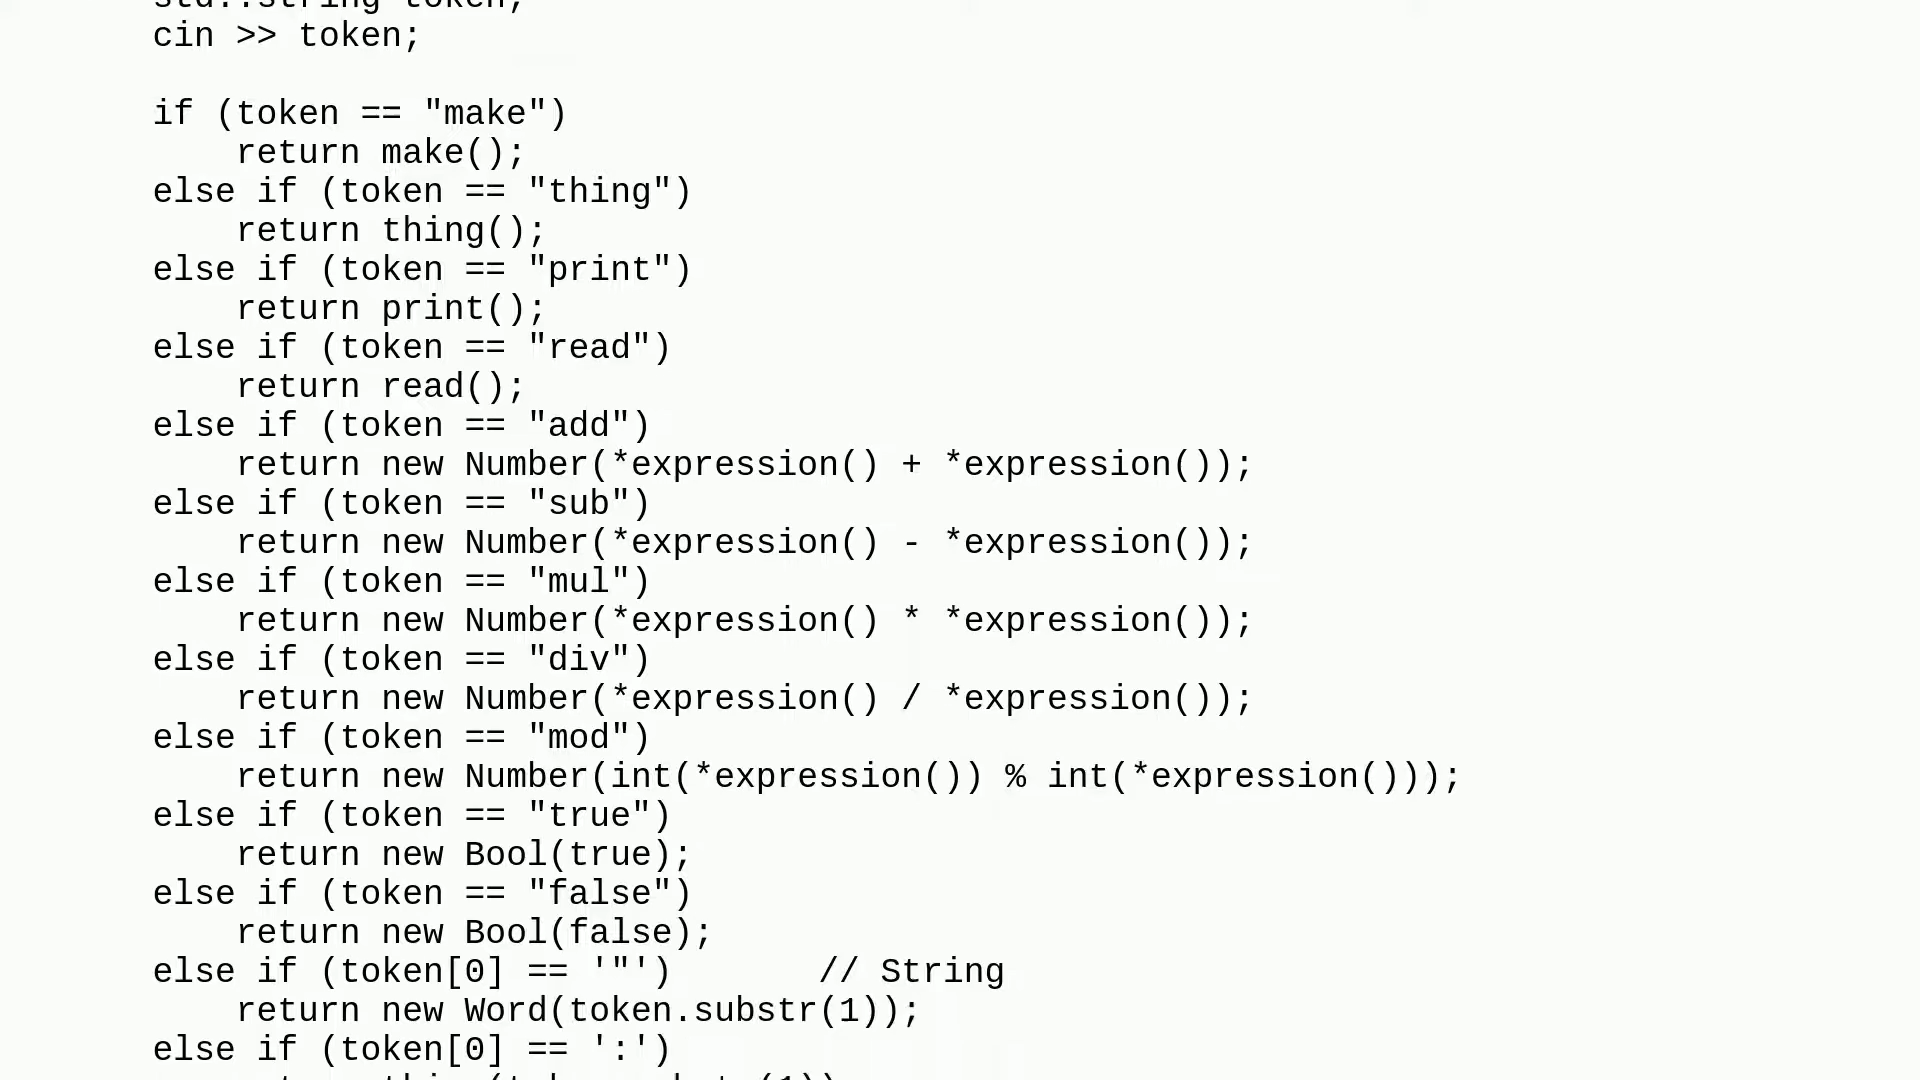 std::string token;
cin >> token;
if (token == "make")
return make();
else if (token == "thing")
return thing();
else if (token == "print")
return print();
else if (token == "read")
return read();
else if (token == "add")
return new Number(*expression() + *expression());
else if (token == "sub")
return new Number(*expression() - *expression());
else if (token == "mul")
return new Number(*expression() * *expression());
else if (token == "div")
return new Number(*expression() / *expression());
else if (token == "mod")
return new Number(int(*expression()) % int(*expression()));
else if (token == "true")
return new Bool(true);
else if (token == "false")
return new Bool(false);
else if (token[0] == '"') // String
return new Word(token.substr(1));
else if (token[0] == ':')